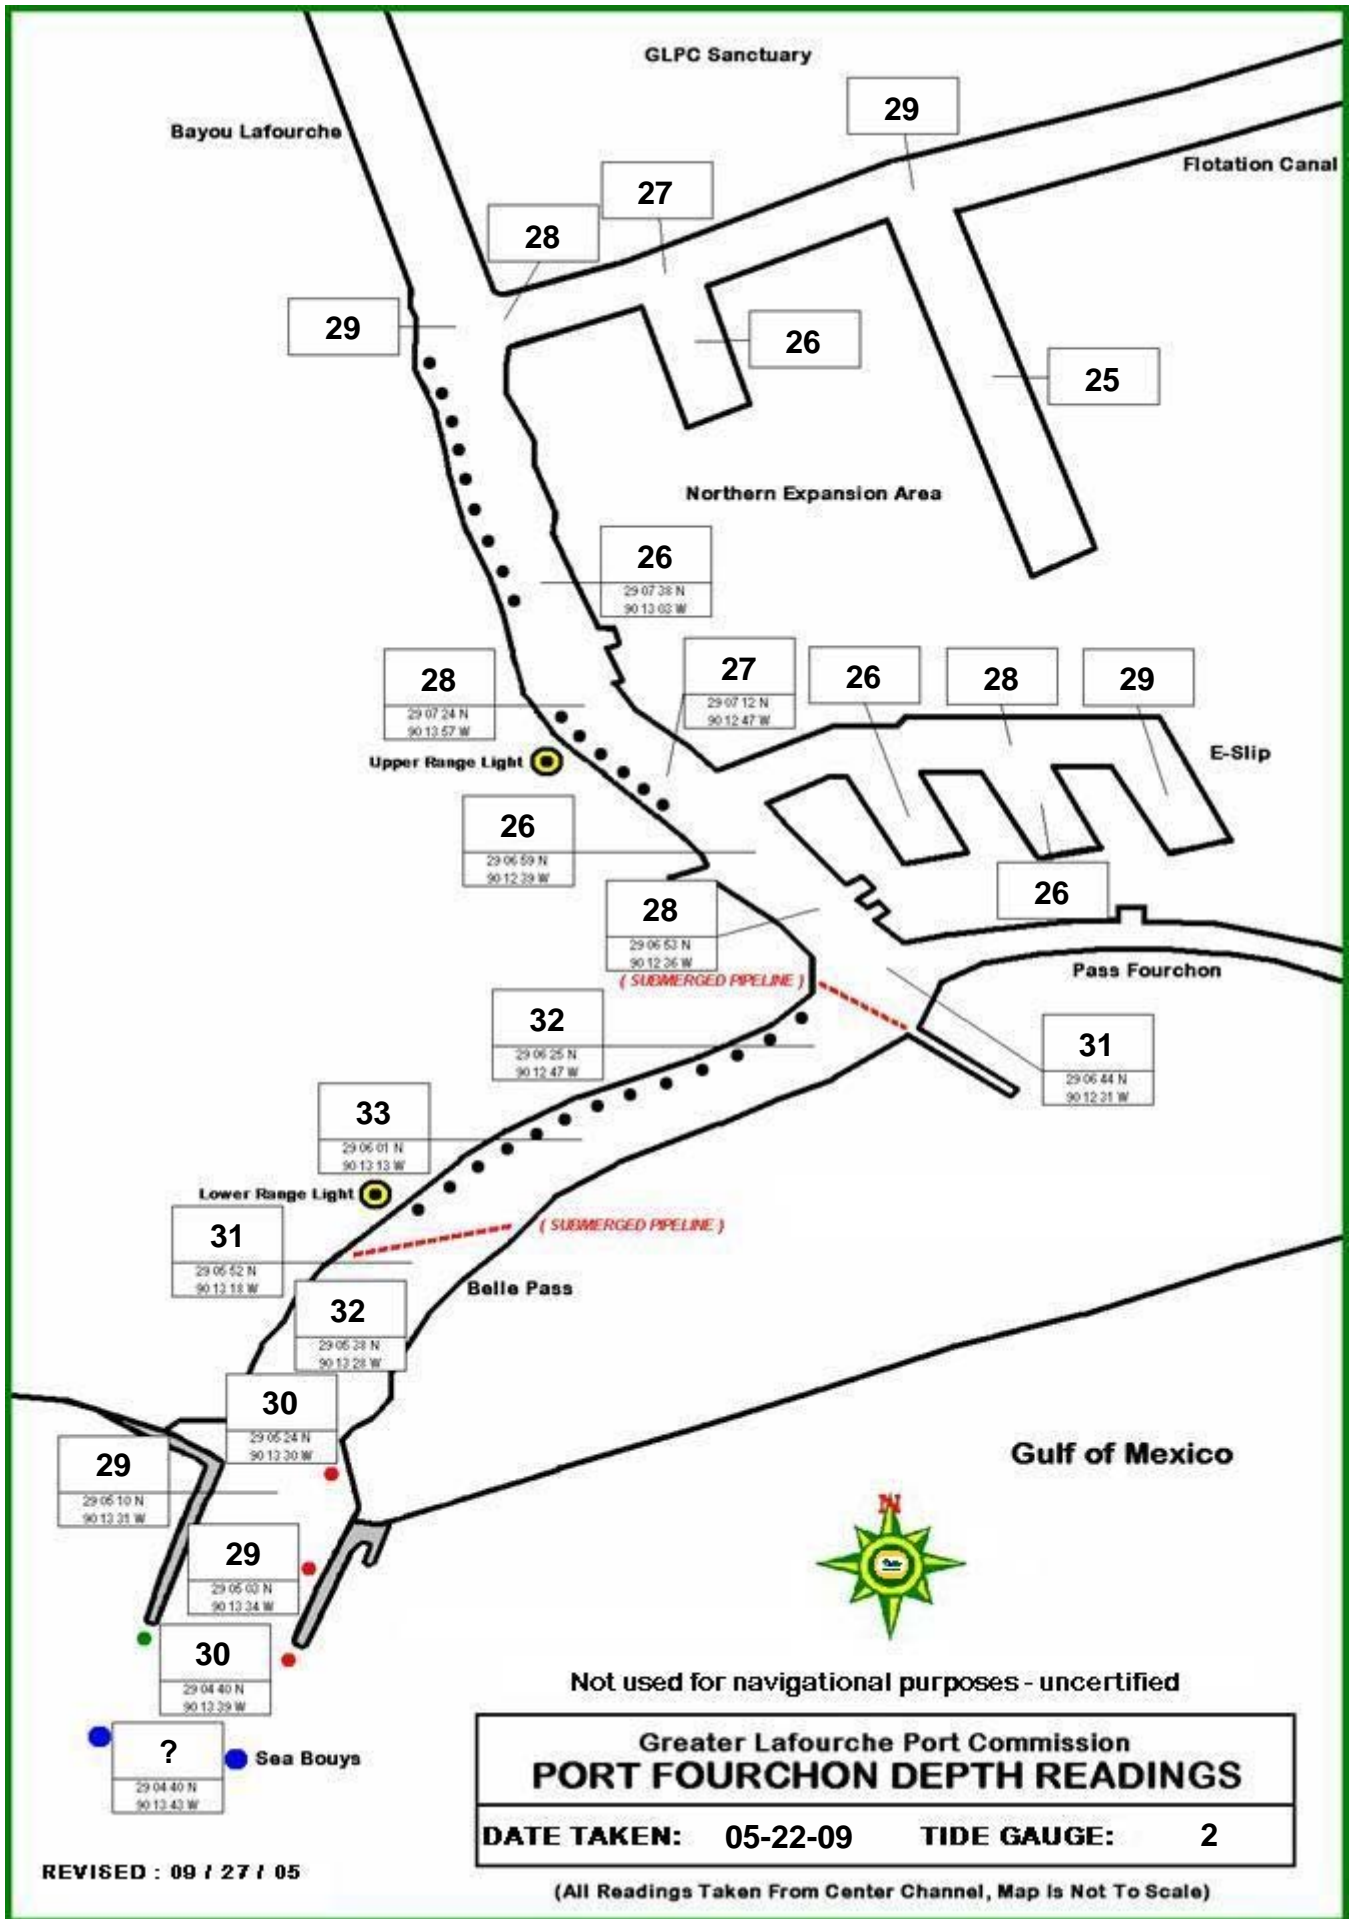 GLPC Sanctuary
29
Bayou Lafourche
Flotation Canal
27
28
29
26
25
Northern Expansion Area
26
29 07 38 N
90 13 03 W
28
29 07 24 N
90 13 57 W
27
29 07 12 N
90 12 47 W
26
28
29
E-Slip
Upper Range Light
26
29 06 59 N
90 12 39 W
26
28
29 06 53 N
90 12 36 W
Pass Fourchon
( SUBMERGED PIPELINE )
32
29 06 25 N
90 12 47 W
31
29 06 44 N
90 12 31 W
33
29 06 01 N
90 13 13 W
Lower Range Light
31
29 05 52 N
90 13 18 W
( SUBMERGED PIPELINE )
Belle Pass
32
29 05 38 N
90 13 28 W
30
29 05 24 N
90 13 30 W
29
29 05 10 N
90 13 31 W
Gulf of Mexico
N
29
29 05 03 N
90 13 34 W
30
29 04 40 N
90 13 39 W
?
29 04 40 N
90 13 43 W
Sea Bouys
Not used for navigational purposes - uncertified
Greater Lafourche Port Commission
PORT FOURCHON DEPTH READINGS
DATE TAKEN: 05-22-09 TIDE GAUGE: 2
REVISED : 09 / 27 / 05
(All Readings Taken From Center Channel, Map Is Not To Scale)